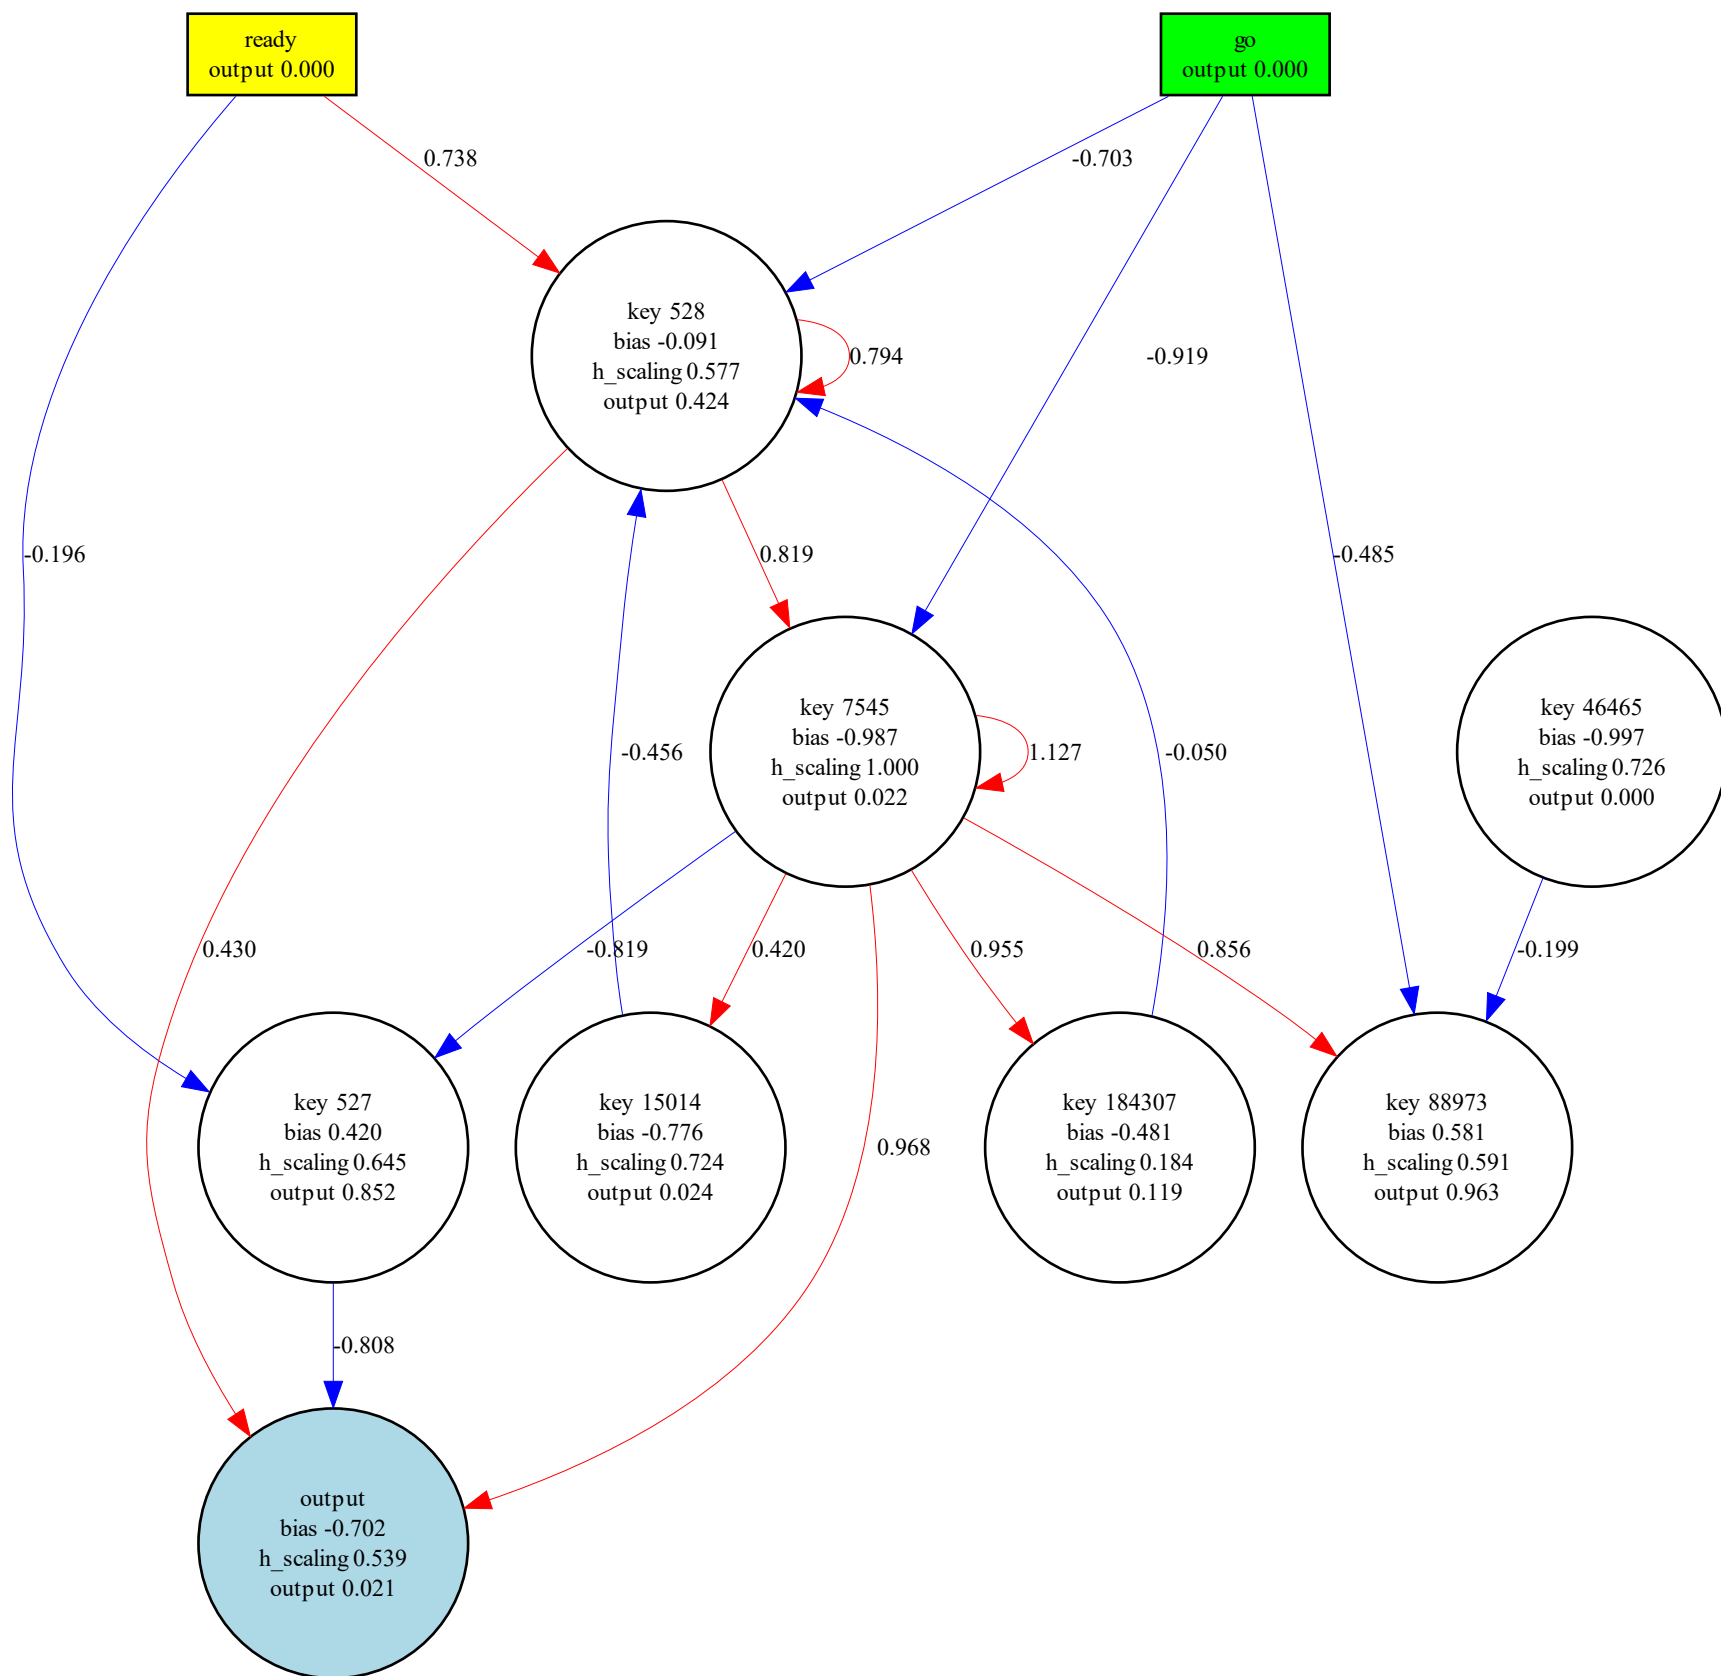 ready
output 0.000
go
output 0.000
0.738
-0.703
key 528
bias -0.091
h_scaling 0.577
output 0.424
0.794
-0.919
-0.196
0.819
-0.485
key 7545
bias -0.987
h_scaling 1.000
output 0.022
1.127
-0.456
-0.050
key 46465
bias -0.997
h_scaling 0.726
output 0.000
0.430
-0.819
0.420
0.955
0.856
-0.199
key 527
bias 0.420
h_scaling 0.645
output 0.852
key 15014
bias -0.776
h_scaling 0.724
output 0.024
0.968
key 184307
bias -0.481
h_scaling 0.184
output 0.119
key 88973
bias 0.581
h_scaling 0.591
output 0.963
-0.808
output
bias -0.702
h_scaling 0.539
output 0.021